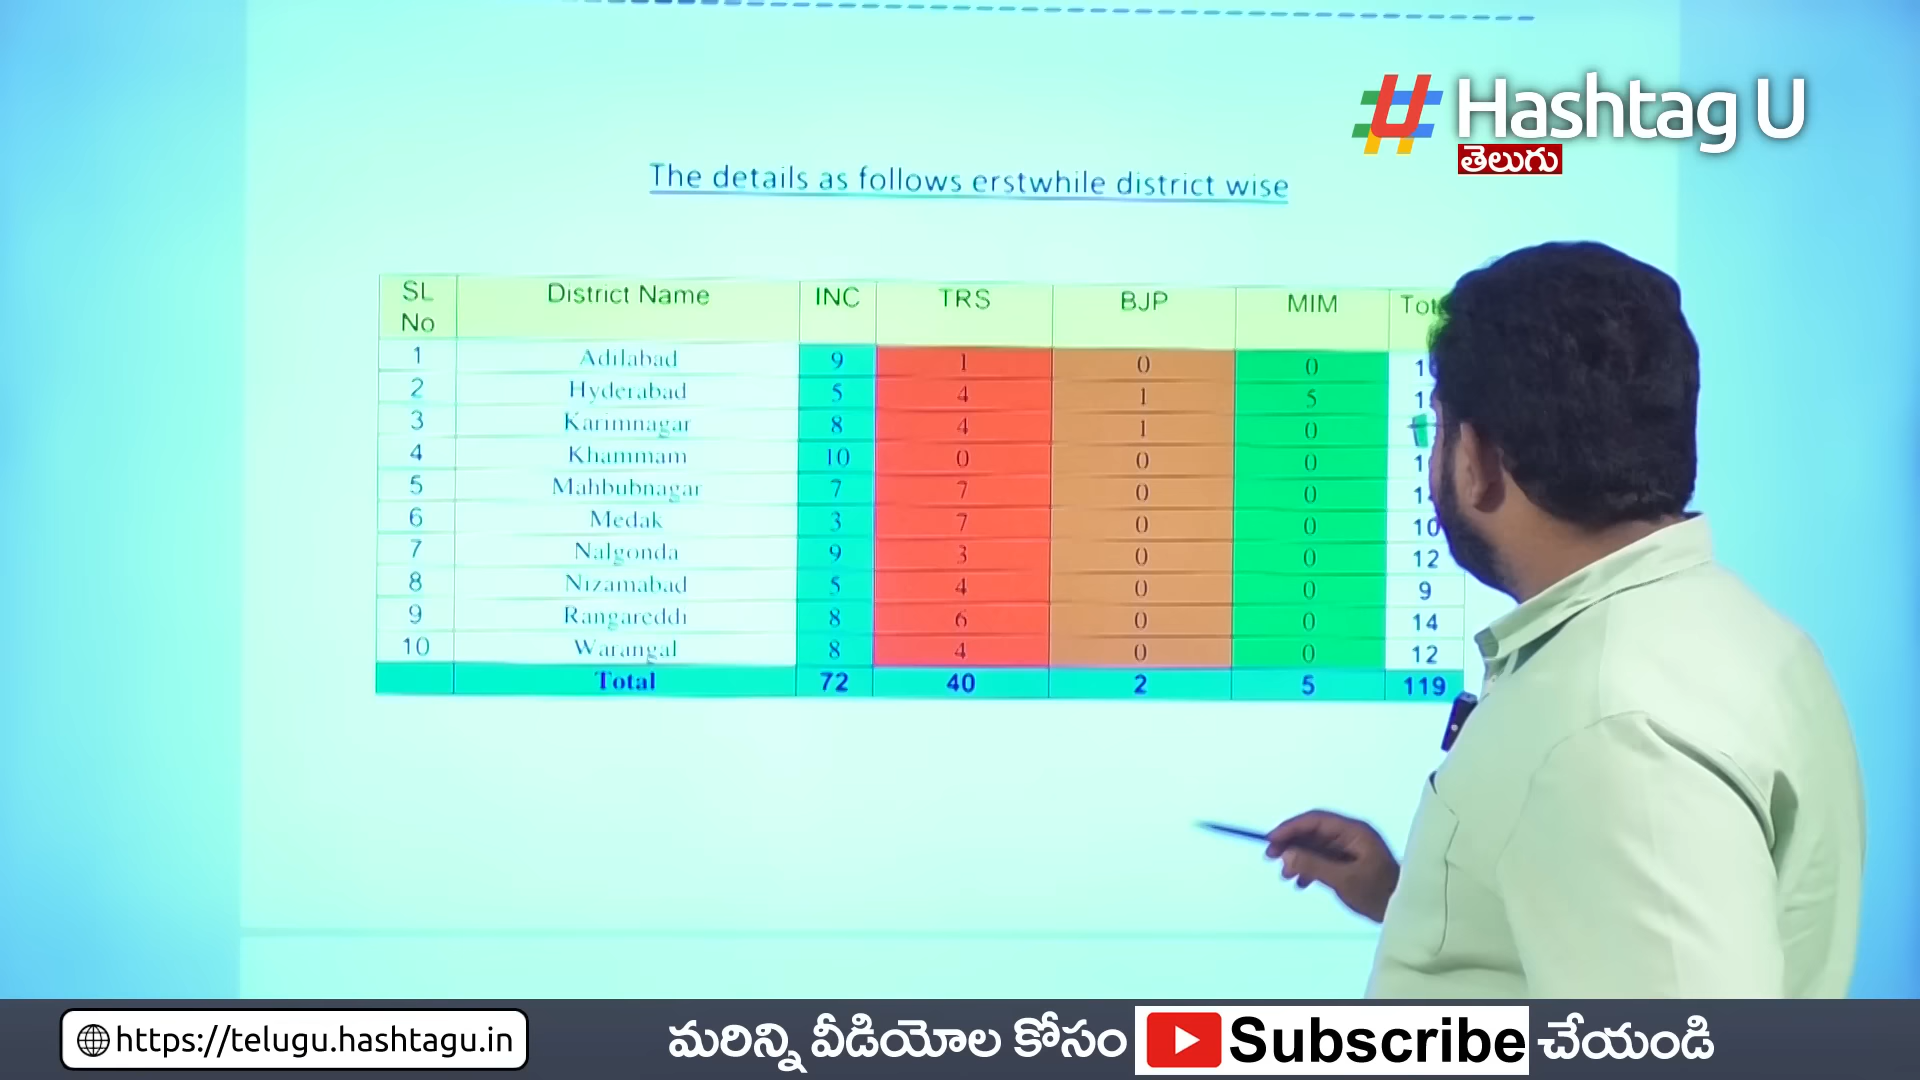 Hashtag U
తెలుగు
The details as follows erstwhile district wise
SL No District Name INC TRS BJP MIM
1 Adilabad 9 1 0 0
2 Hyderabad 5 4 1 5
3 Karimnagar 8 4 1 0
4 Khammam 10 0 0 0
5 Mahbubnagar 7 7 0 0
6 Medak 3 7 0 0 10
7 Nalgonda 9 3 0 0 12
8 Nizamabad 5 4 0 0 9
9 Rangareddi 8 6 0 0 14
10 Warangal 8 4 0 0 12
Total 72 40 2 5 119
https://telugu.hashtagu.in మరిన్ని వీడియోల కోసం Subscribe చేయండి